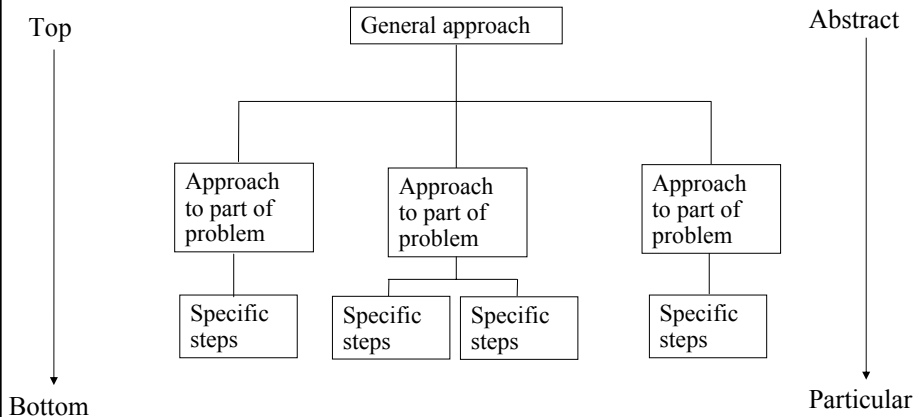 Top
General approach
Abstract
Approach
to part of
problem
Approach
to part of
problem
Approach
to part of
problem
Specific
steps
Specific
steps
Specific
steps
Specific
steps
Bottom
Particular